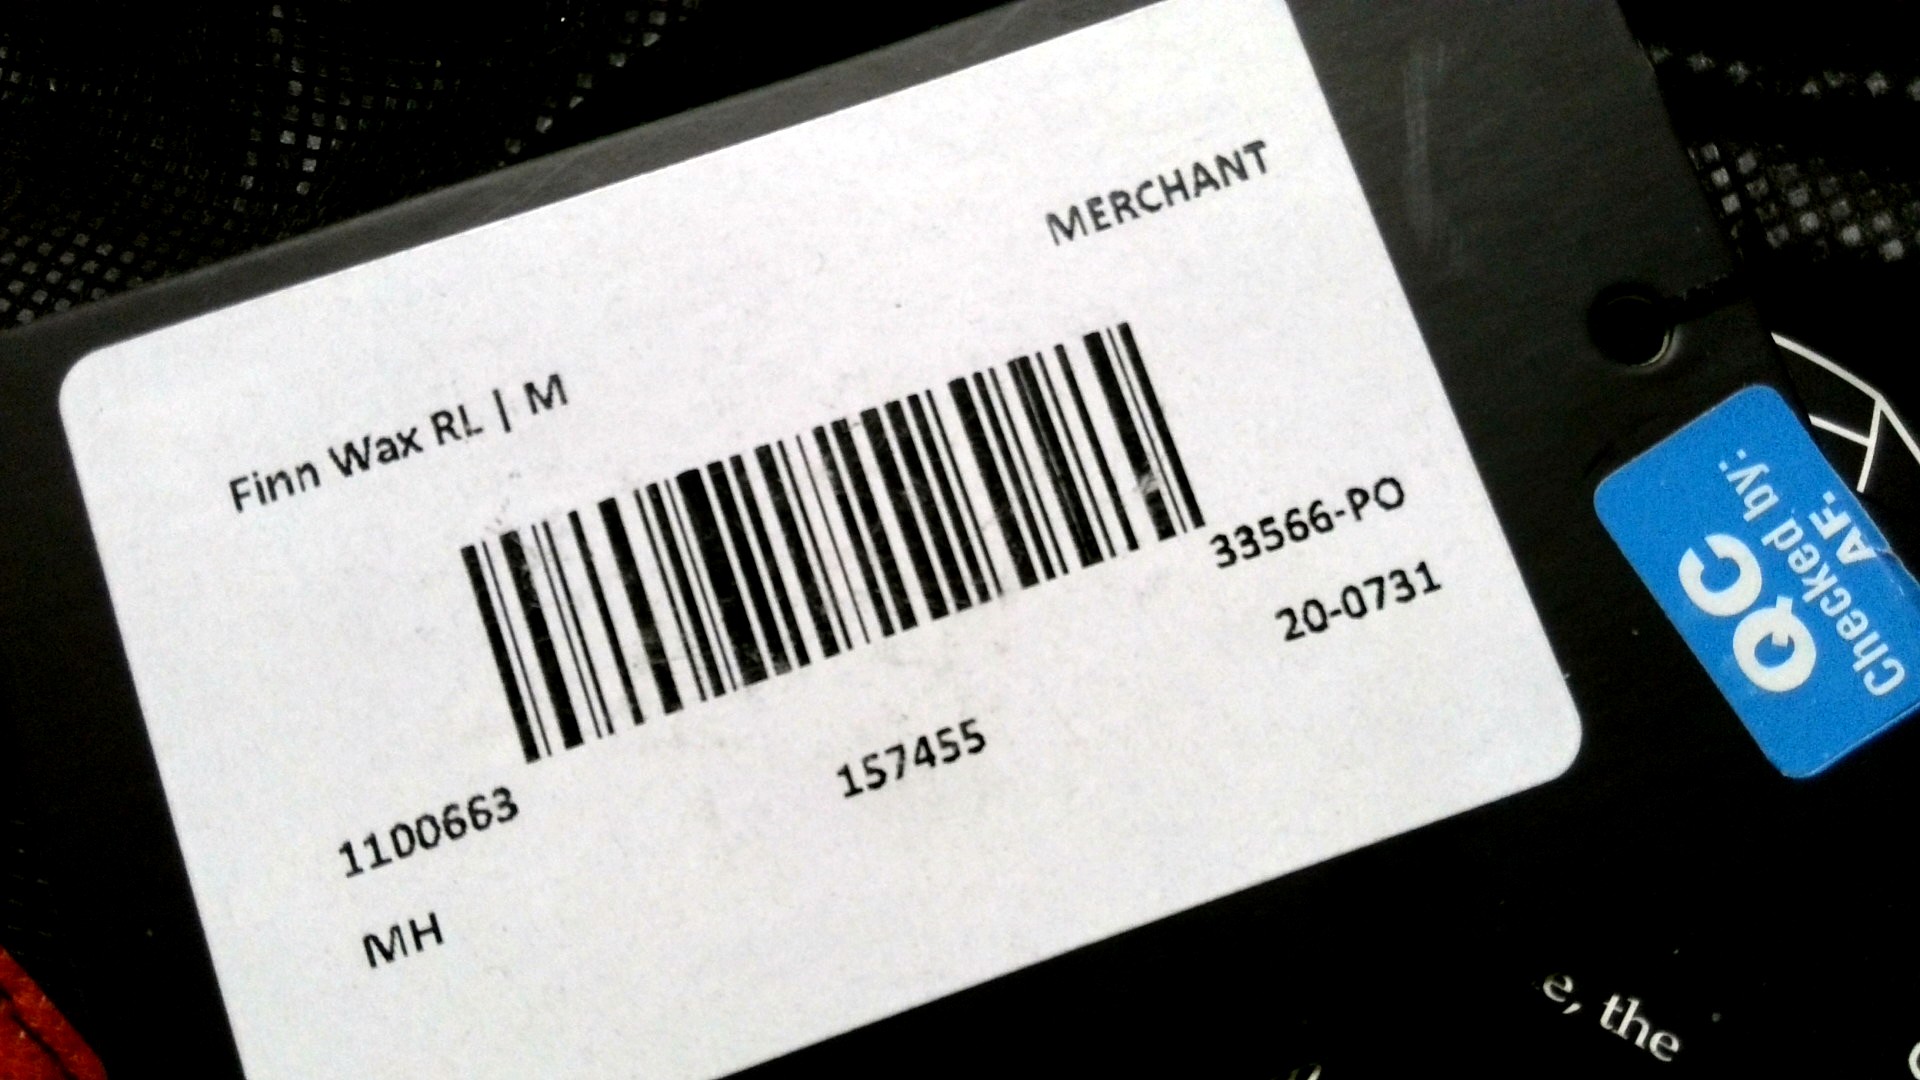 MERCHANT
Finn Wax RL | M
33566-PO
20-0731
157455
1100663
MH
QC
Checked by:
AF.
e, the